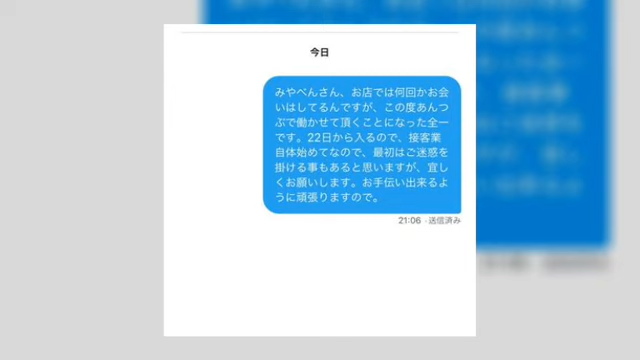 今日
みやべんさん、お店では何回かお会
いはしてるんですが、この度あんつ
ぶで働かせて頂くことになった全一
です。22日から入るので、接客業
自体始めてなので、最初はご迷惑を
掛ける事もあると思いますが、宜し
くお願いします。お手伝い出来るよ
うに頑張りますので。
21:06 · 送信済み